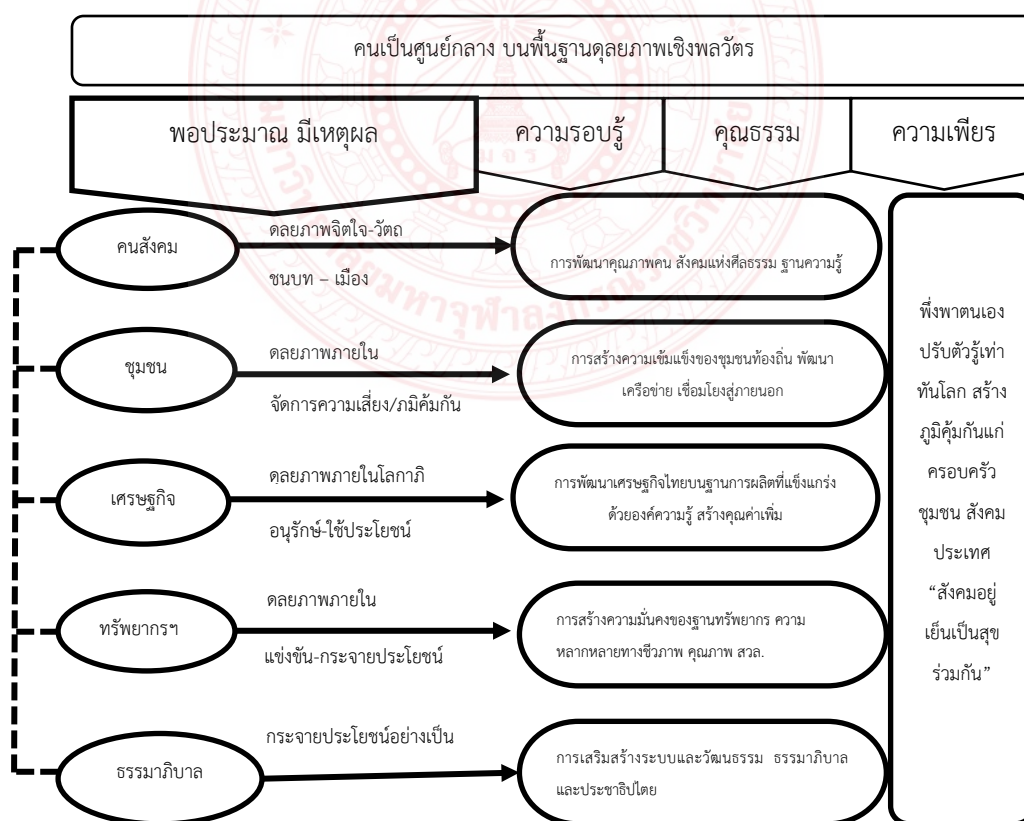 คนเป็นศูนย์กลาง บนพื้นฐานดุลยภาพเชิงพลวัตร
พอประมาณ มีเหตุผล
ความรอบรู้
คุณธรรม
ความเพียร
คนสังคม
ดลยภาพจิตใจ-วัตถ
ชนบท – เมือง
การพัฒนาคุณภาพคน สังคมแห่งศีลธรรม ฐานความรู้
ชุมชน
ดลยภาพภายใน
จัดการความเสี่ยง/ภมิค้มกัน
การสร้างความเข้มแข็งของชุมชนท้องถิ่น พัฒนา
เครือข่าย เชื่อมโยงสู่ภายนอก
เศรษฐกิจ
ดลยภาพภายในโลกาภิ
อนุรักษ์-ใช้ประโยชน์
การพัฒนาเศรษฐกิจไทยบนฐานการผลิตที่แข็งแกร่ง
ด้วยองค์ความรู้ สร้างคุณค่าเพิ่ม
ทรัพยากรฯ
ดลยภาพภายใน
แข่งขัน-กระจายประโยชน์
การสร้างความมั่นคงของฐานทรัพยากร ความ
หลากหลายทางชีวภาพ คุณภาพ สวล.
ธรรมาภิบาล
กระจายประโยชน์อย่างเป็น
การเสริมสร้างระบบและวัฒนธรรม ธรรมาภิบาล
และประชาธิปไตย
พึ่งพาตนเอง
ปรับตัวรู้เท่า
ทันโลก สร้าง
ภูมิคุ้มกันแก่
ครอบครัว
ชุมชน สังคม
ประเทศ
“สังคมอยู่
เย็นเป็นสุข
ร่วมกัน”